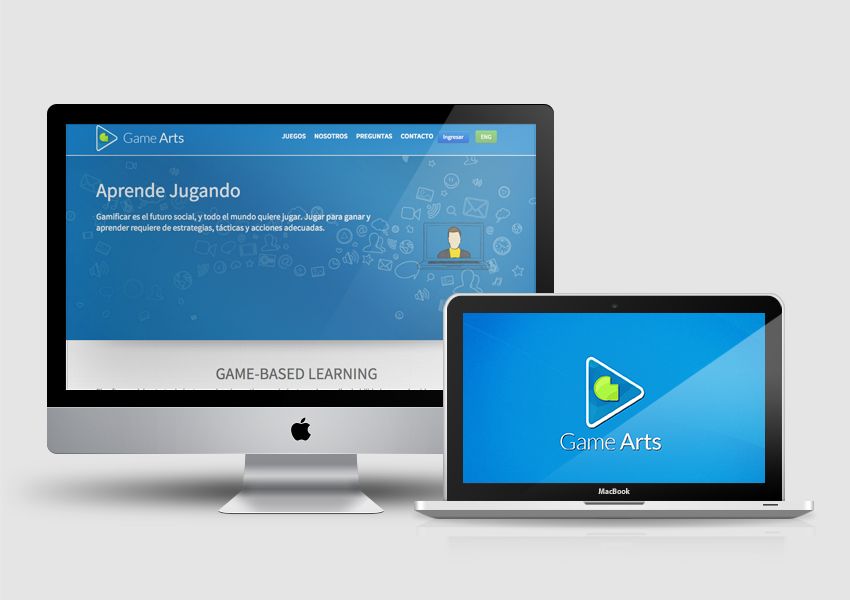 Game Arts
JUEGOS NOSOTROS PREGUNTAS CONTACTO Ingresar ENG
Aprende Jugando
Gamificar es el futuro social, y todo el mundo quiere jugar. Jugar para ganar y
aprender requiere de estrategias, tácticas y acciones adecuadas.
GAME-BASED LEARNING
Game Arts
MacBook